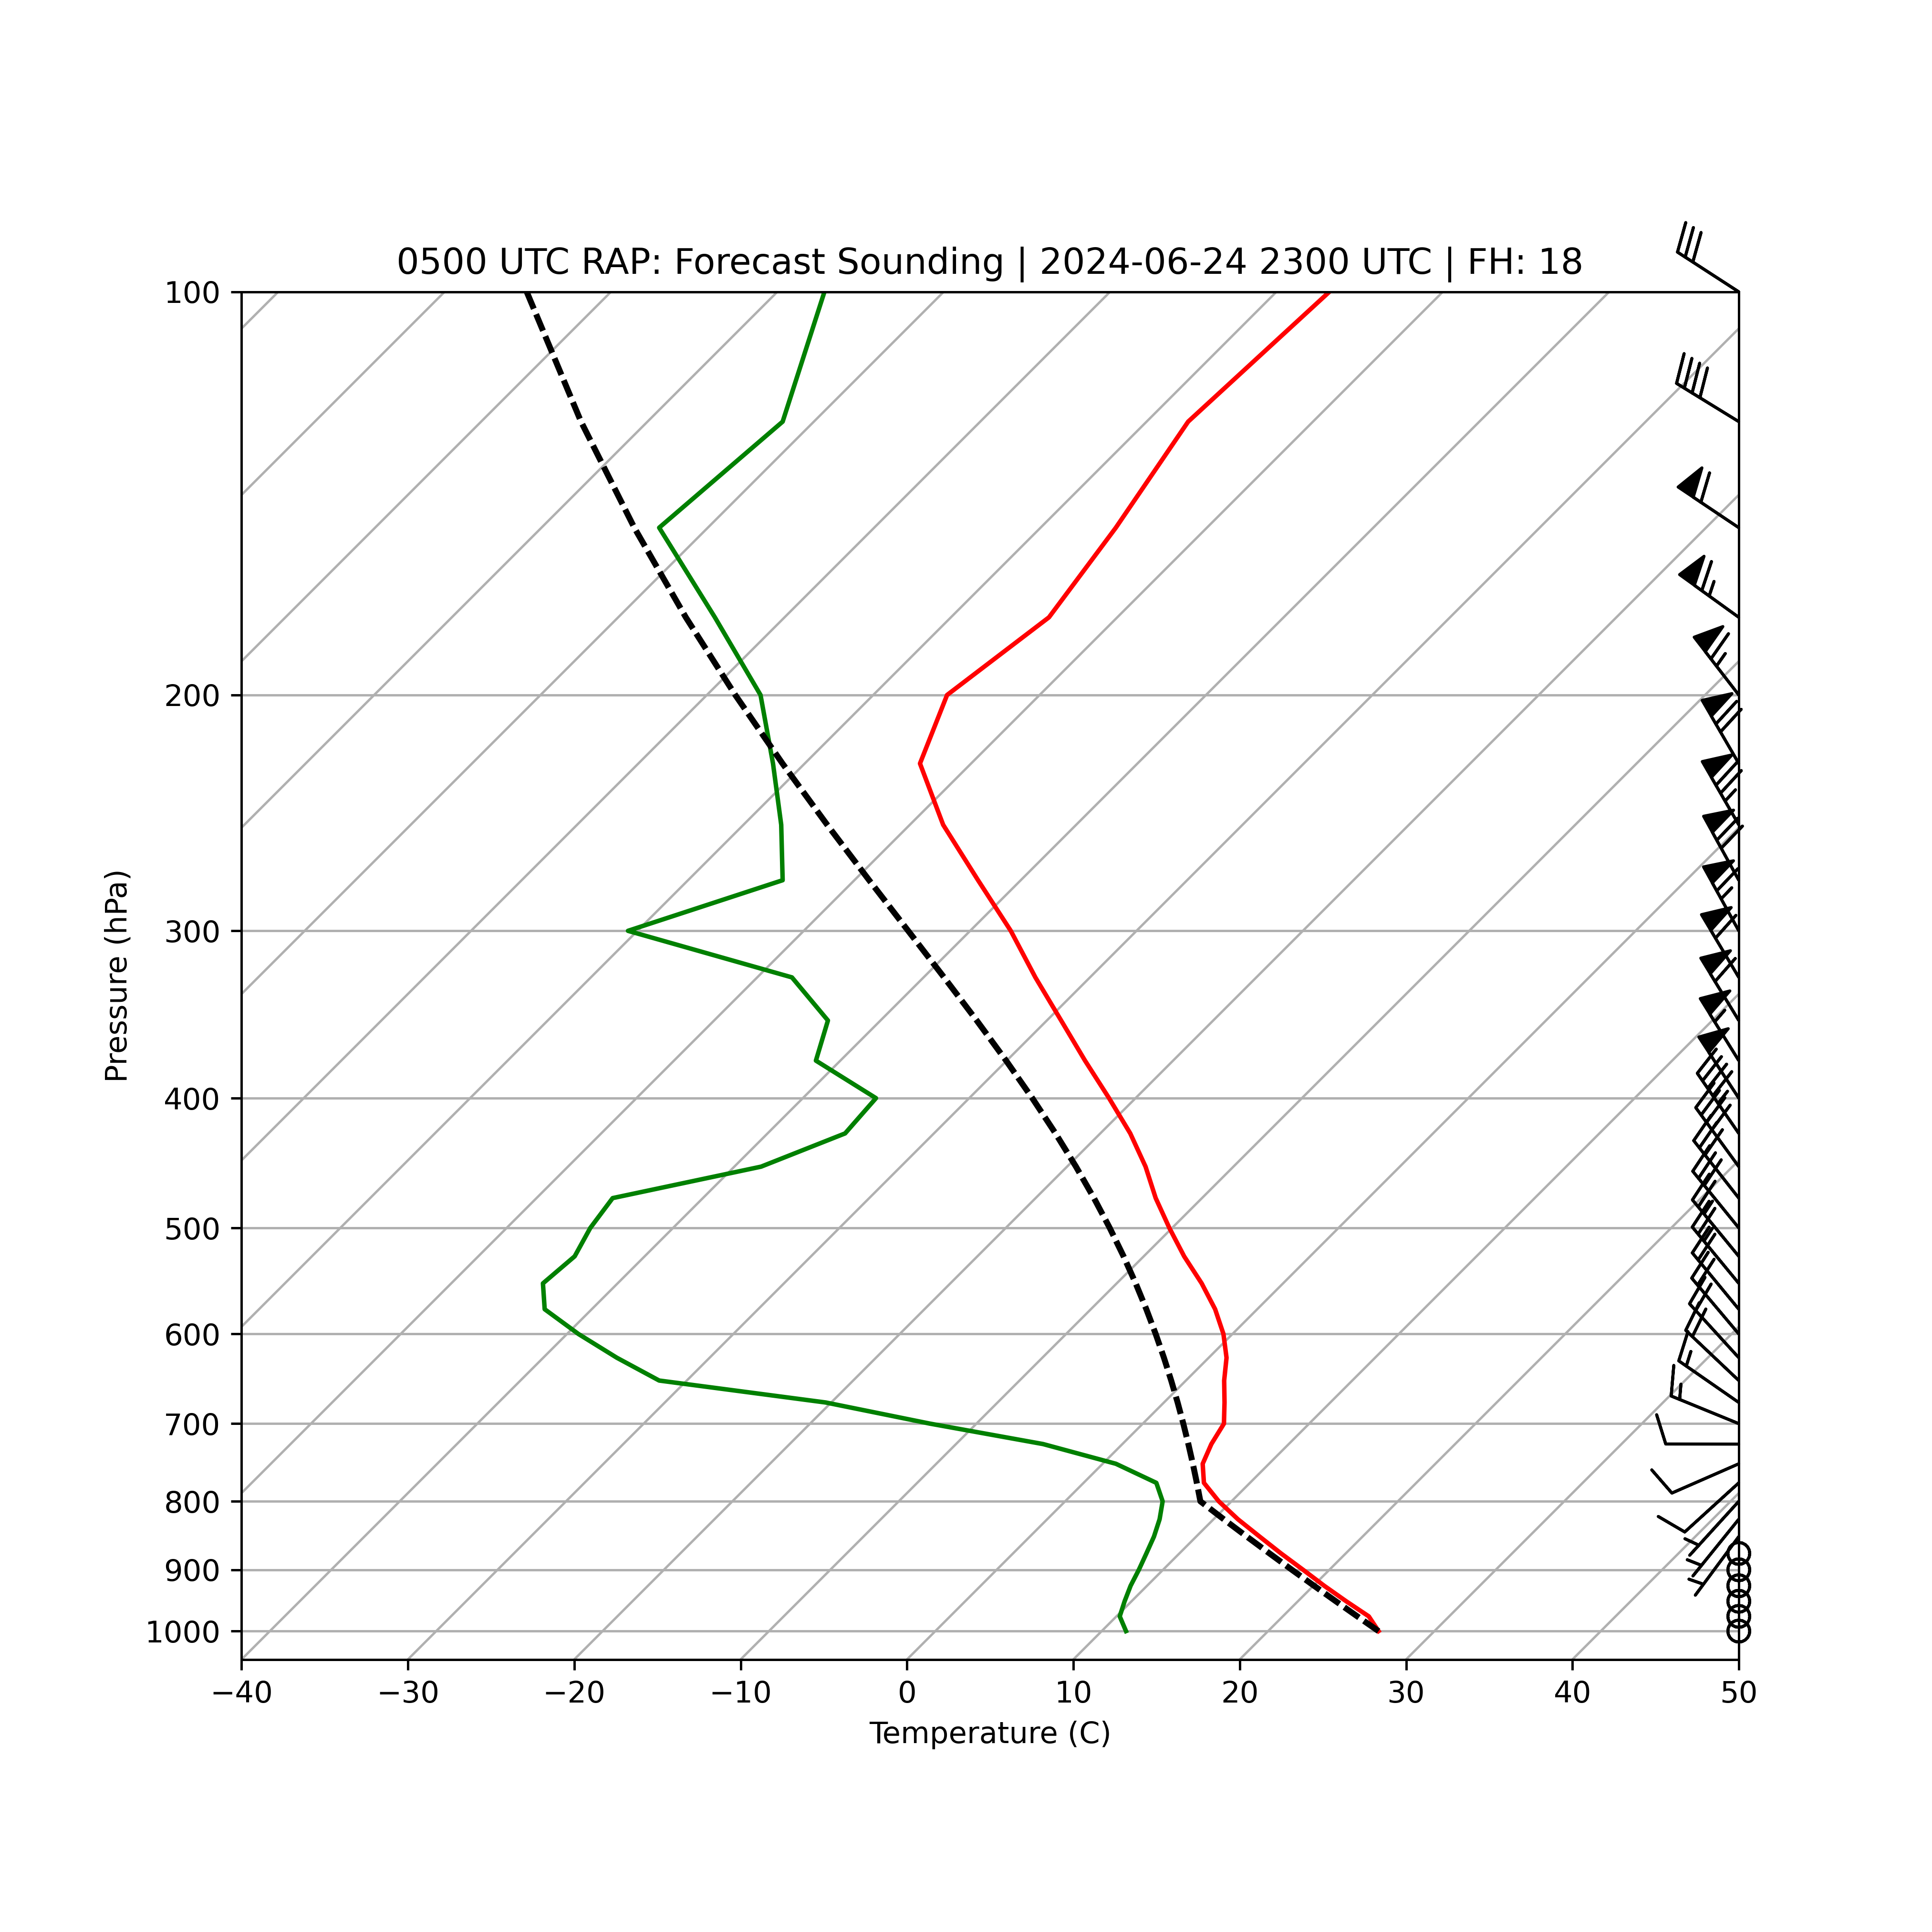 0500 UTC RAP: Forecast Sounding | 2024-06-24 2300 UTC | FH: 18
100
200
300
400
500
600
700
800
900
1000
Pressure (hPa)
−40 −30 −20 −10 0 10 20 30 40 50
Temperature (C)